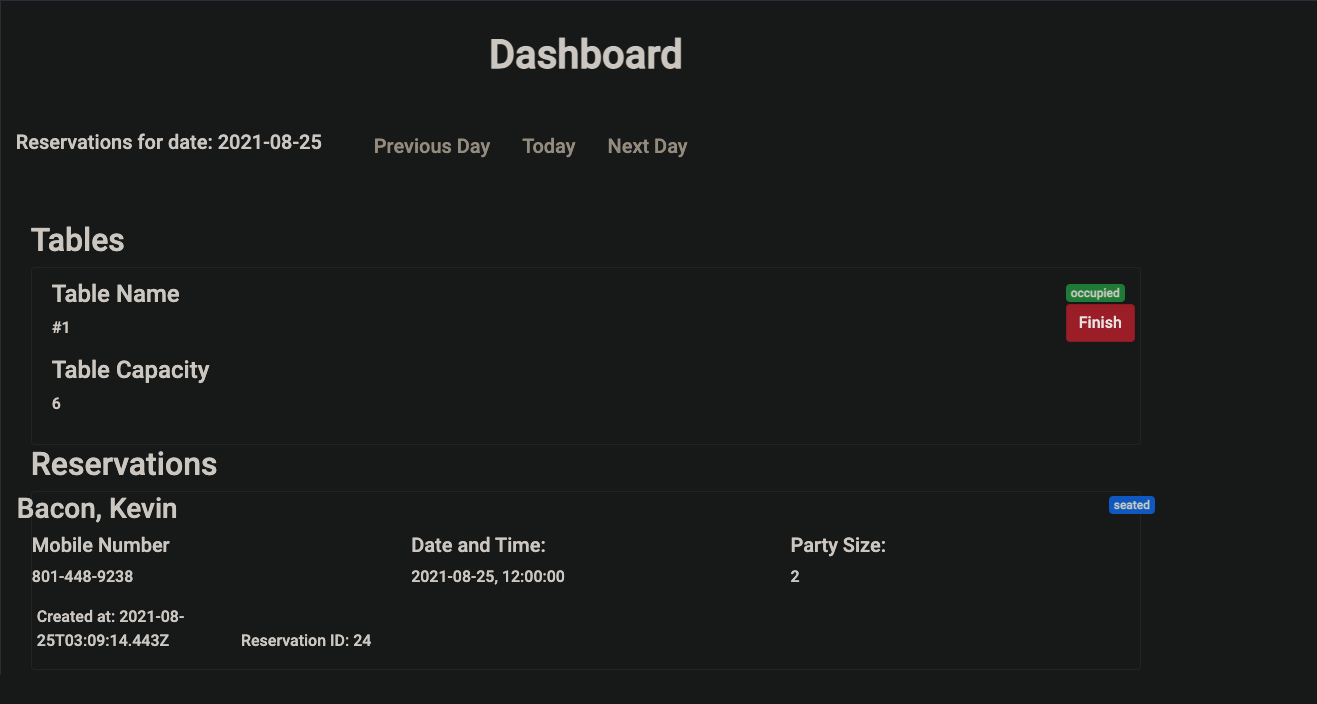 Dashboard
Reservations for date: 2021-08-25
Previous Day Today Next Day
Tables
Table Name
occupied
#1
Finish
Table Capacity
6
Reservations
Bacon, Kevin
seated
Mobile Number Date and Time: Party Size:
801-448-9238 2021-08-25, 12:00:00 2
Created at: 2021-08-
25T03:09:14.443Z Reservation ID: 24